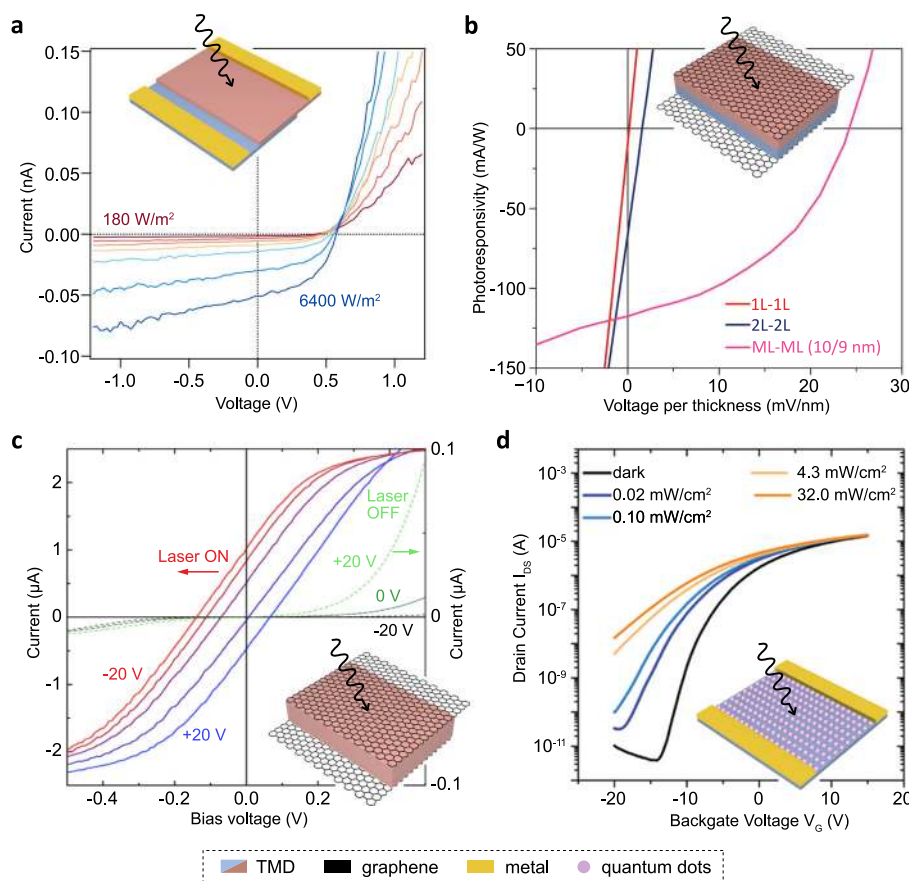 a
0.15
0.10
0.05
0.00
-0.05
-0.10
Current (nA)
180 W/m²
6400 W/m²
-1.0
-0.5
0.0
0.5
1.0
Voltage (V)
b
50
0
-50
-100
-150
Photoresponsivity (mA/W)
1L-1L
2L-2L
ML-ML (10/9 nm)
-10
0
10
20
30
Voltage per thickness (mV/nm)
c
2
1
0
-1
-2
Current (µA)
0.1
0
-0.1
Current (µA)
Laser ON
Laser
OFF
+20 V
0 V
-20 V
-20 V
+20 V
-0.4
-0.2
0.0
0.2
Bias voltage (V)
d
10⁻³
10⁻⁵
10⁻⁷
10⁻⁹
10⁻¹¹
Drain Current I_DS (A)
dark
0.02 mW/cm²
0.10 mW/cm²
4.3 mW/cm²
32.0 mW/cm²
-20
-10
0
10
20
Backgate Voltage V_G (V)
TMD
graphene
metal
quantum dots